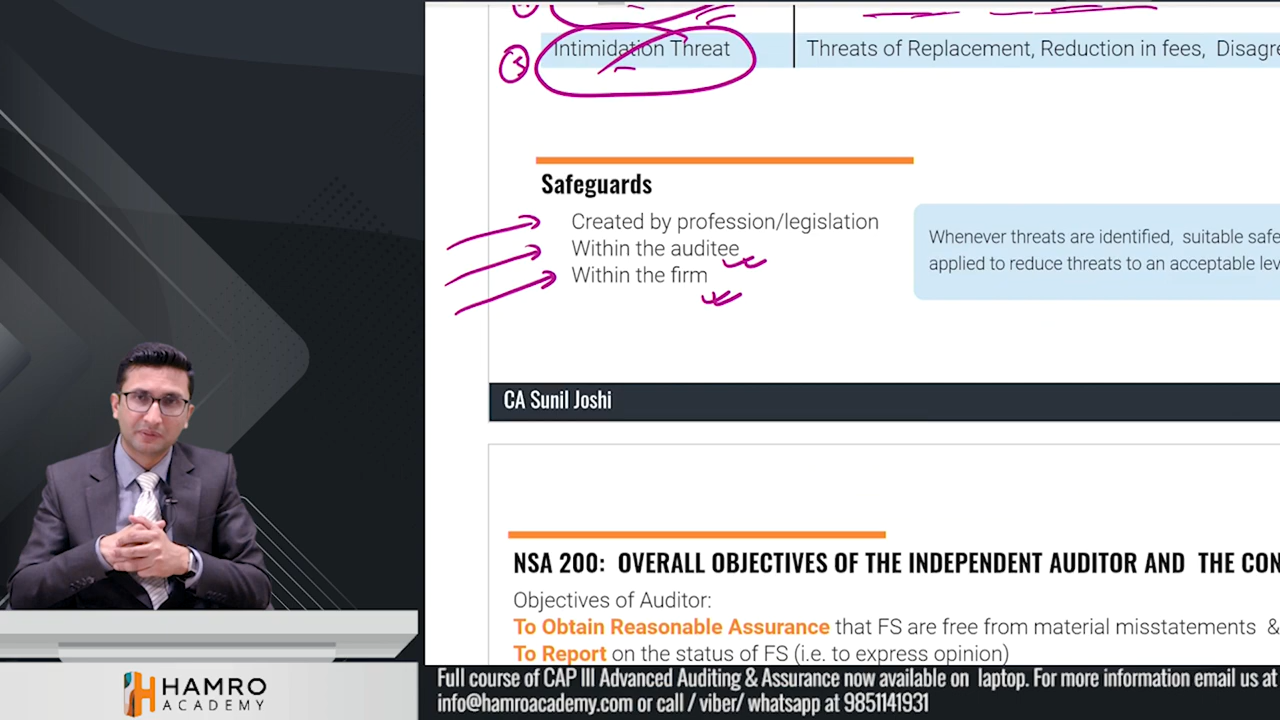 Intimidation Threat
Threats of Replacement, Reduction in fees, Disagre
Safeguards
Created by profession/legislation
Within the auditee
Within the firm
Whenever threats are identified, suitable safe
applied to reduce threats to an acceptable lev
CA Sunil Joshi
NSA 200: OVERALL OBJECTIVES OF THE INDEPENDENT AUDITOR AND THE CON
Objectives of Auditor:
To Obtain Reasonable Assurance that FS are free from material misstatements &
To Report on the status of FS (i.e. to express opinion)
HAMRO
ACADEMY
Full course of CAP III Advanced Auditing & Assurance now available on laptop. For more information email us at
info@hamroacademy.com or call / viber/ whatsapp at 9851141931